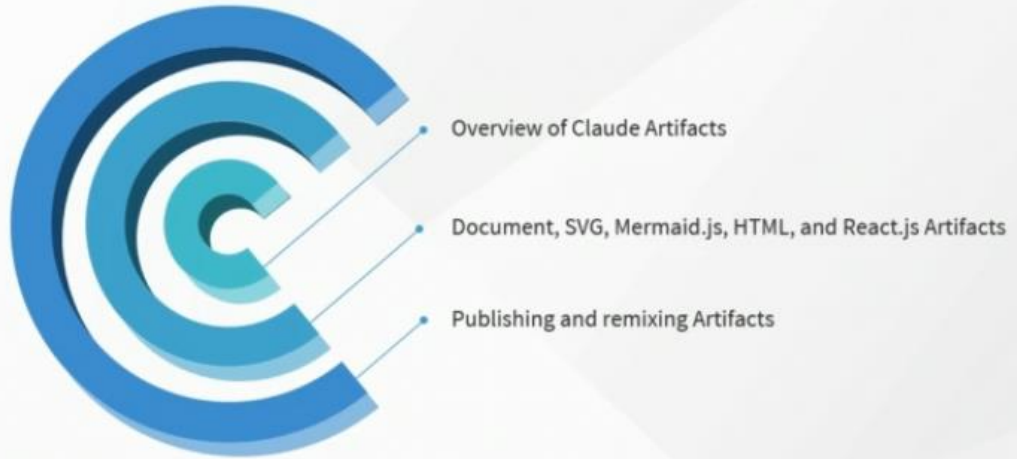 Overview of Claude Artifacts
Document, SVG, Mermaid.js, HTML, and React.js Artifacts
Publishing and remixing Artifacts